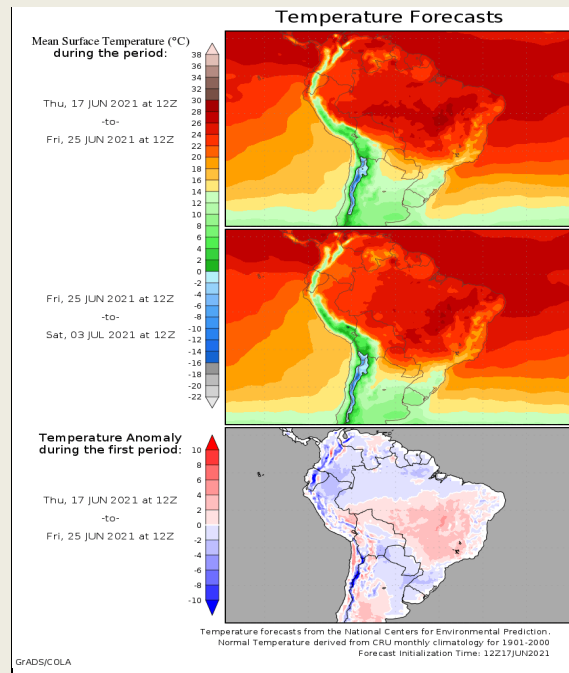 Temperature Forecasts
Mean Surface Temperature (°C)
during the period:
Thu, 17 JUN 2021 at 12Z
-to-
Fri, 25 JUN 2021 at 12Z
38
36
34
32
30
28
26
24
22
20
18
16
14
12
10
8
6
4
2
0
-2
-4
-6
-8
-10
-12
-14
-16
-18
-20
-22
Fri, 25 JUN 2021 at 12Z
-to-
Sat, 03 JUL 2021 at 12Z
Temperature Anomaly
during the first period:
Thu, 17 JUN 2021 at 12Z
-to-
Fri, 25 JUN 2021 at 12Z
10
8
6
4
2
0
-2
-4
-6
-8
-10
Temperature forecasts from the National Centers for Environmental Prediction.
Normal Temperature derived from CRU monthly climatology for 1901-2000
Forecast Initialization Time: 12Z17JUN2021
GrADS/COLA